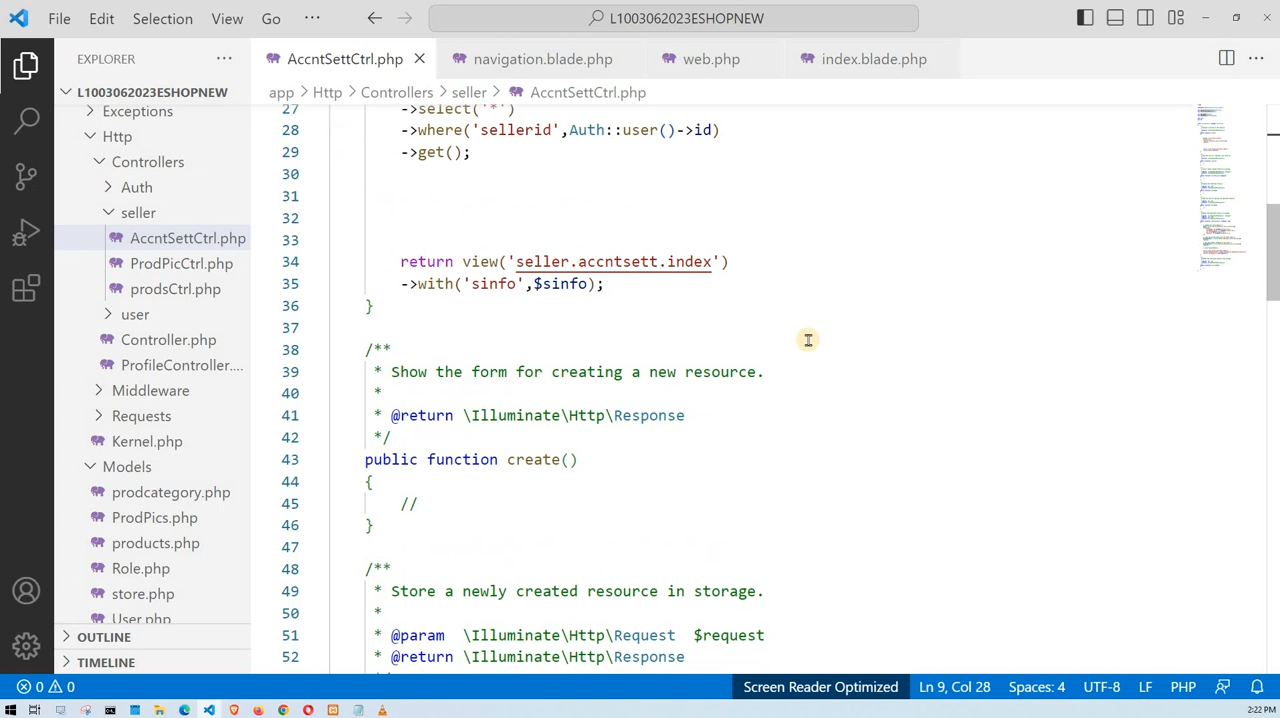 File Edit Selection View Go ··· L1003062023ESHOPNEW
EXPLORER ···
AccntSettCtrl.php navigation.blade.php web.php index.blade.php
L1003062023ESHOPNEW
app > Http > Controllers > seller > AccntSettCtrl.php
Exceptions
Http
Controllers
Auth
seller
AccntSettCtrl.php
ProdPicCtrl.php
prodsCtrl.php
user
Controller.php
ProfileController....
Middleware
Requests
Kernel.php
Models
prodcategory.php
ProdPics.php
products.php
Role.php
store.php
User.php
OUTLINE
TIMELINE
27 ->select('*')
28 ->where('sellerid',Auth::user()->id)
29 ->get();
30
31
32
33
34 return view( ler.accntsett.index')
35 ->with('sinfo',$sinfo);
36 }
37
38 /**
39 * Show the form for creating a new resource.
40 *
41 * @return \Illuminate\Http\Response
42 */
43 public function create()
44 {
45 //
46 }
47
48 /**
49 * Store a newly created resource in storage.
50 *
51 * @param \Illuminate\Http\Request $request
52 * @return \Illuminate\Http\Response
0 0 Screen Reader Optimized Ln 9, Col 28 Spaces: 4 UTF-8 LF PHP
2:22 PM